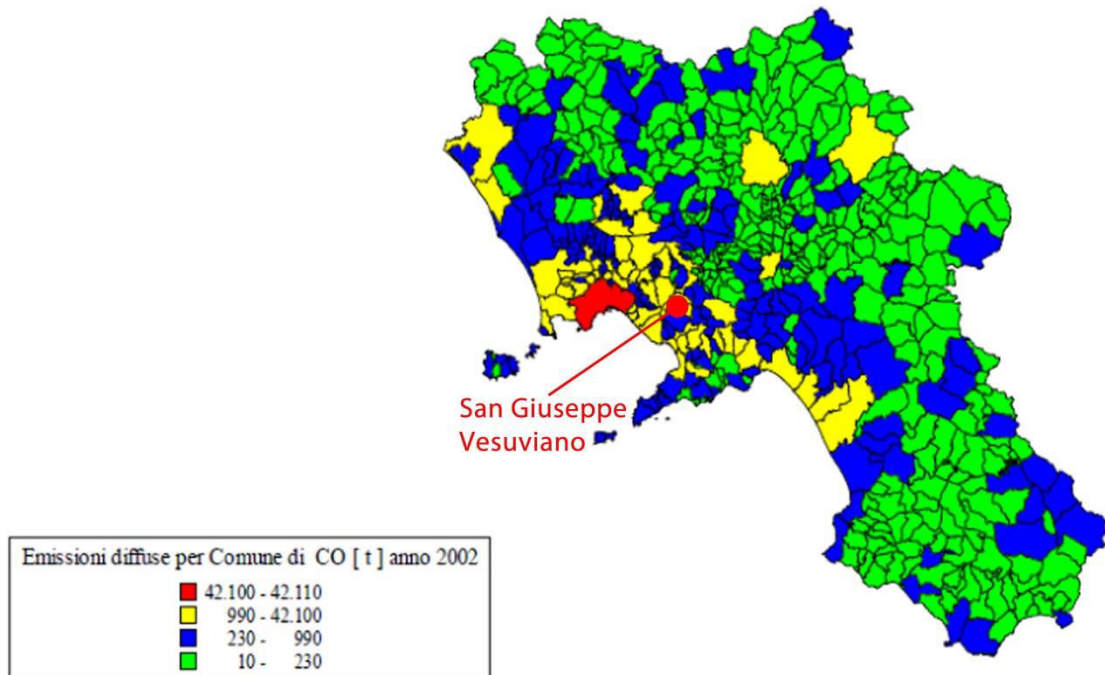 San Giuseppe
Vesuviano
Emissioni diffuse per Comune di CO [ t ] anno 2002
42.100 - 42.110
990 - 42.100
230 - 990
10 - 230